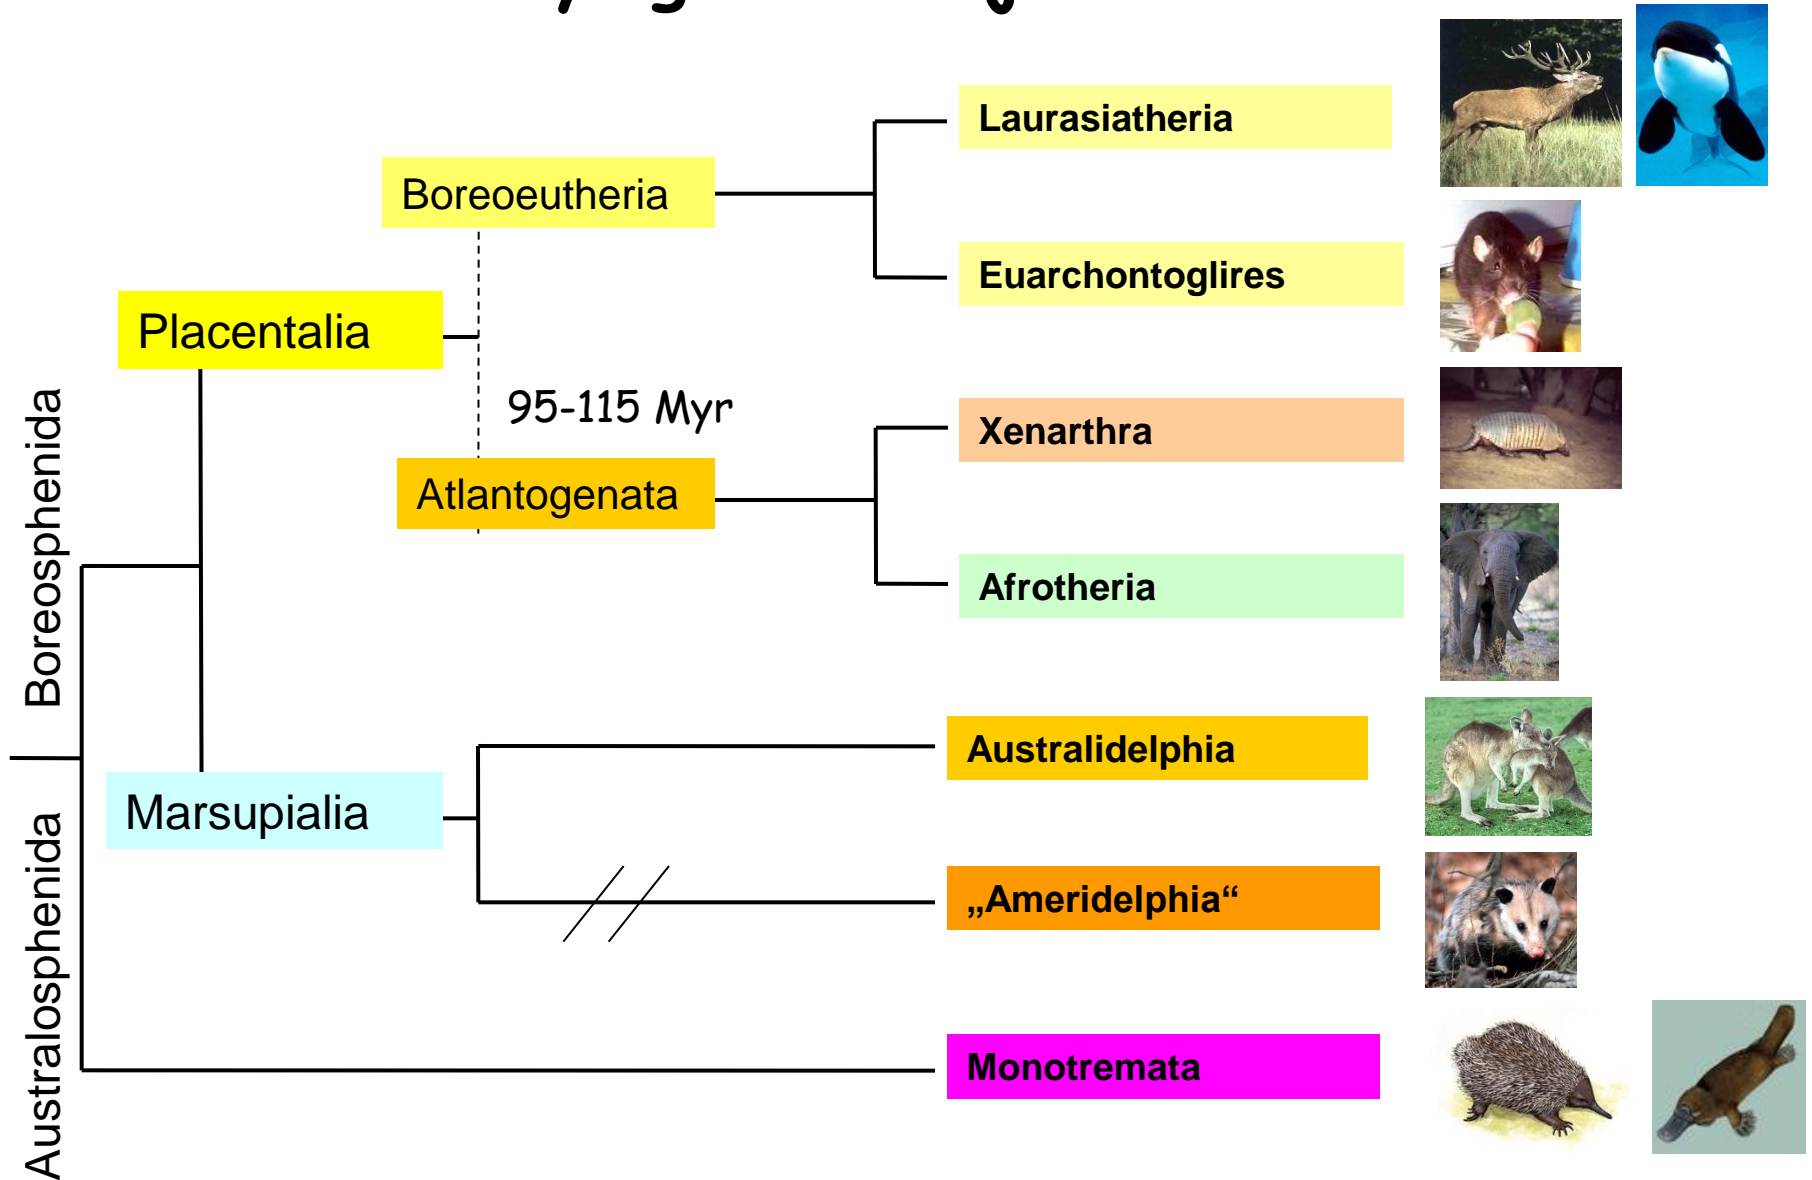 Laurasiatheria
Boreoeutheria
Euarchontoglires
Placentalia
95-115 Myr
Xenarthra
Atlantogenata
Afrotheria
Boreosphenida
Australidelphia
Marsupialia
„Ameridelphia“
Australosphenida
Monotremata